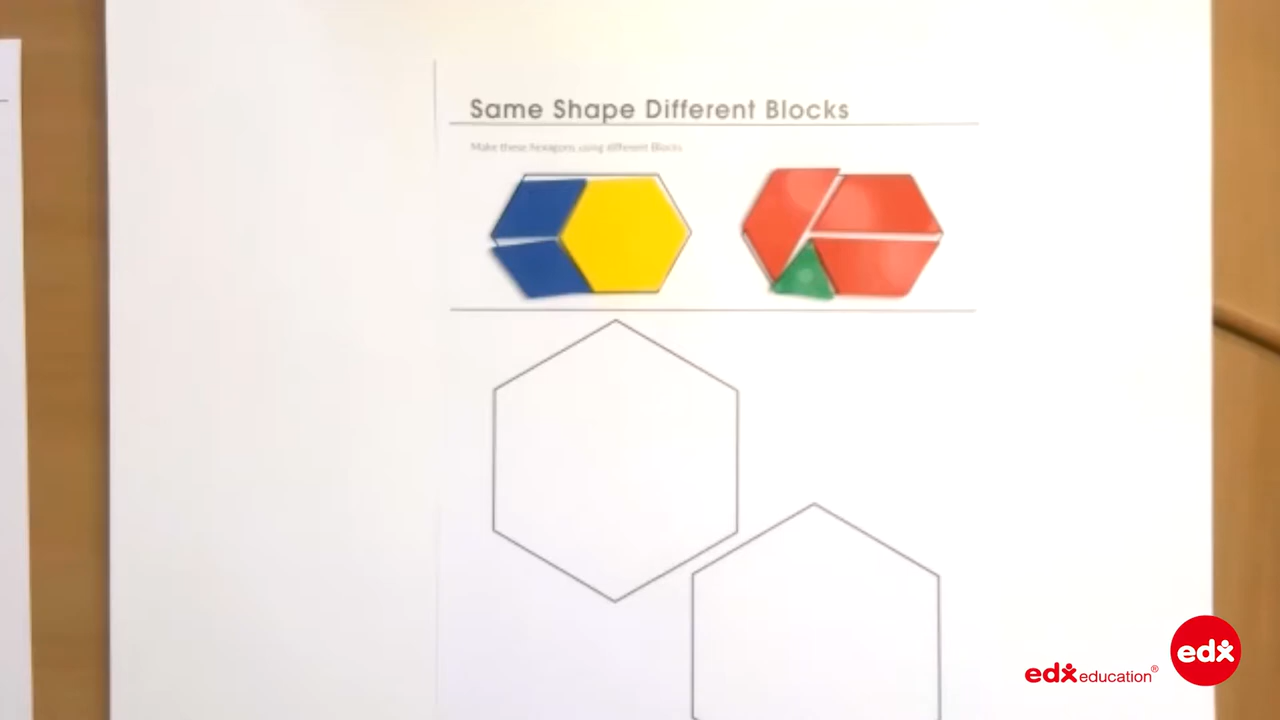 Same Shape Different Blocks
Make these hexagons using different Blocks
edx education®
edx